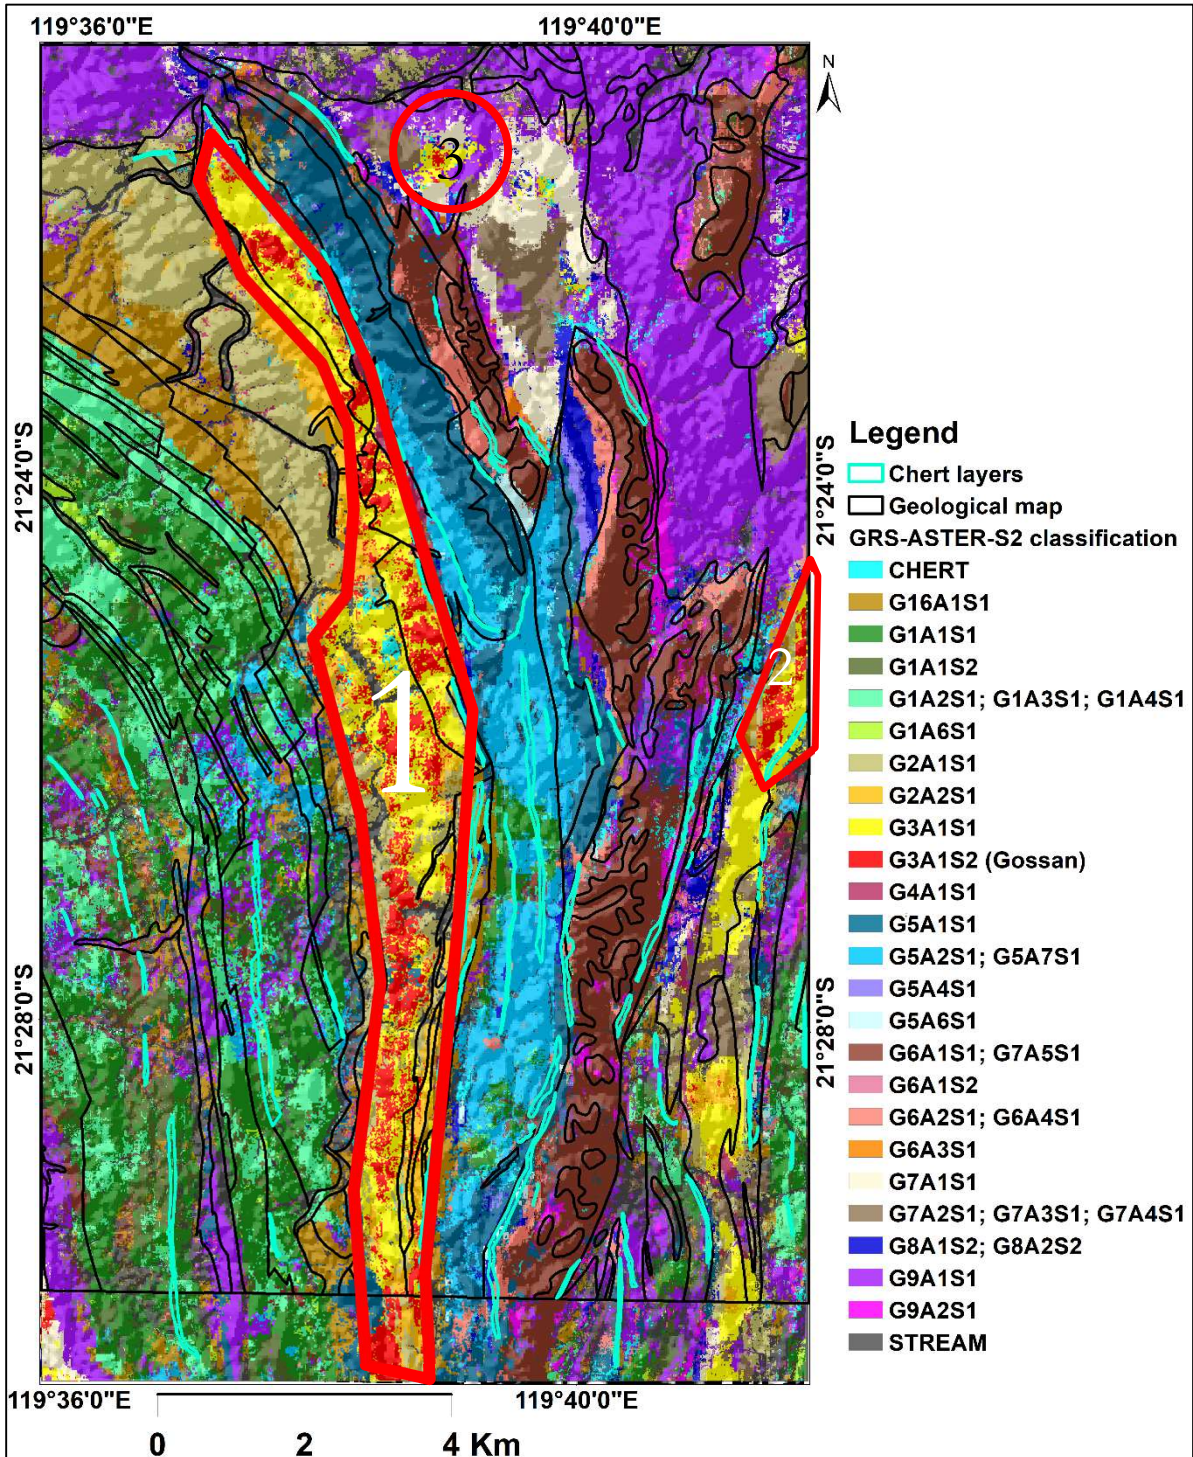 119°36'0"E
119°40'0"E
N
3
21°24'0"S
21°24'0"S
2
1
21°28'0"S
21°28'0"S
Legend
Chert layers
Geological map
GRS-ASTER-S2 classification
CHERT
G16A1S1
G1A1S1
G1A1S2
G1A2S1; G1A3S1; G1A4S1
G1A6S1
G2A1S1
G2A2S1
G3A1S1
G3A1S2 (Gossan)
G4A1S1
G5A1S1
G5A2S1; G5A7S1
G5A4S1
G5A6S1
G6A1S1; G7A5S1
G6A1S2
G6A2S1; G6A4S1
G6A3S1
G7A1S1
G7A2S1; G7A3S1; G7A4S1
G8A1S2; G8A2S2
G9A1S1
G9A2S1
STREAM
119°36'0"E
119°40'0"E
0 2 4 Km